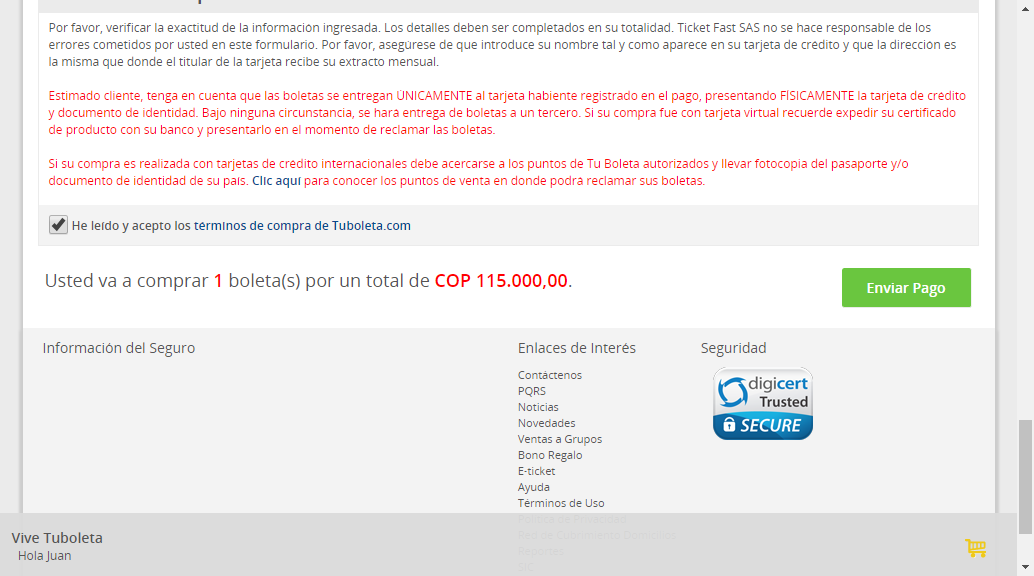 Por favor, verificar la exactitud de la información ingresada. Los detalles deben ser completados en su totalidad. Ticket Fast SAS no se hace responsable de los
errores cometidos por usted en este formulario. Por favor, asegúrese de que introduce su nombre tal y como aparece en su tarjeta de crédito y que la dirección es
la misma que donde el titular de la tarjeta recibe su extracto mensual.
Estimado cliente, tenga en cuenta que las boletas se entregan ÚNICAMENTE al tarjeta habiente registrado en el pago, presentando FÍSICAMENTE la tarjeta de crédito
y documento de identidad. Bajo ninguna circunstancia, se hará entrega de boletas a un tercero. Si su compra fue con tarjeta virtual recuerde expedir su certificado
de producto con su banco y presentarlo en el momento de reclamar las boletas.
Si su compra es realizada con tarjetas de crédito internacionales debe acercarse a los puntos de Tu Boleta autorizados y llevar fotocopia del pasaporte y/o
documento de identidad de su país. Clic aquí para conocer los puntos de venta en donde podrá reclamar sus boletas.
He leído y acepto los términos de compra de Tuboleta.com
Usted va a comprar 1 boleta(s) por un total de COP 115.000,00.
Enviar Pago
Información del Seguro
Enlaces de Interés
Contáctenos
PQRS
Noticias
Novedades
Ventas a Grupos
Bono Regalo
E-ticket
Ayuda
Términos de Uso
Seguridad
digicert
Trusted
SECURE
Vive Tuboleta
Hola Juan